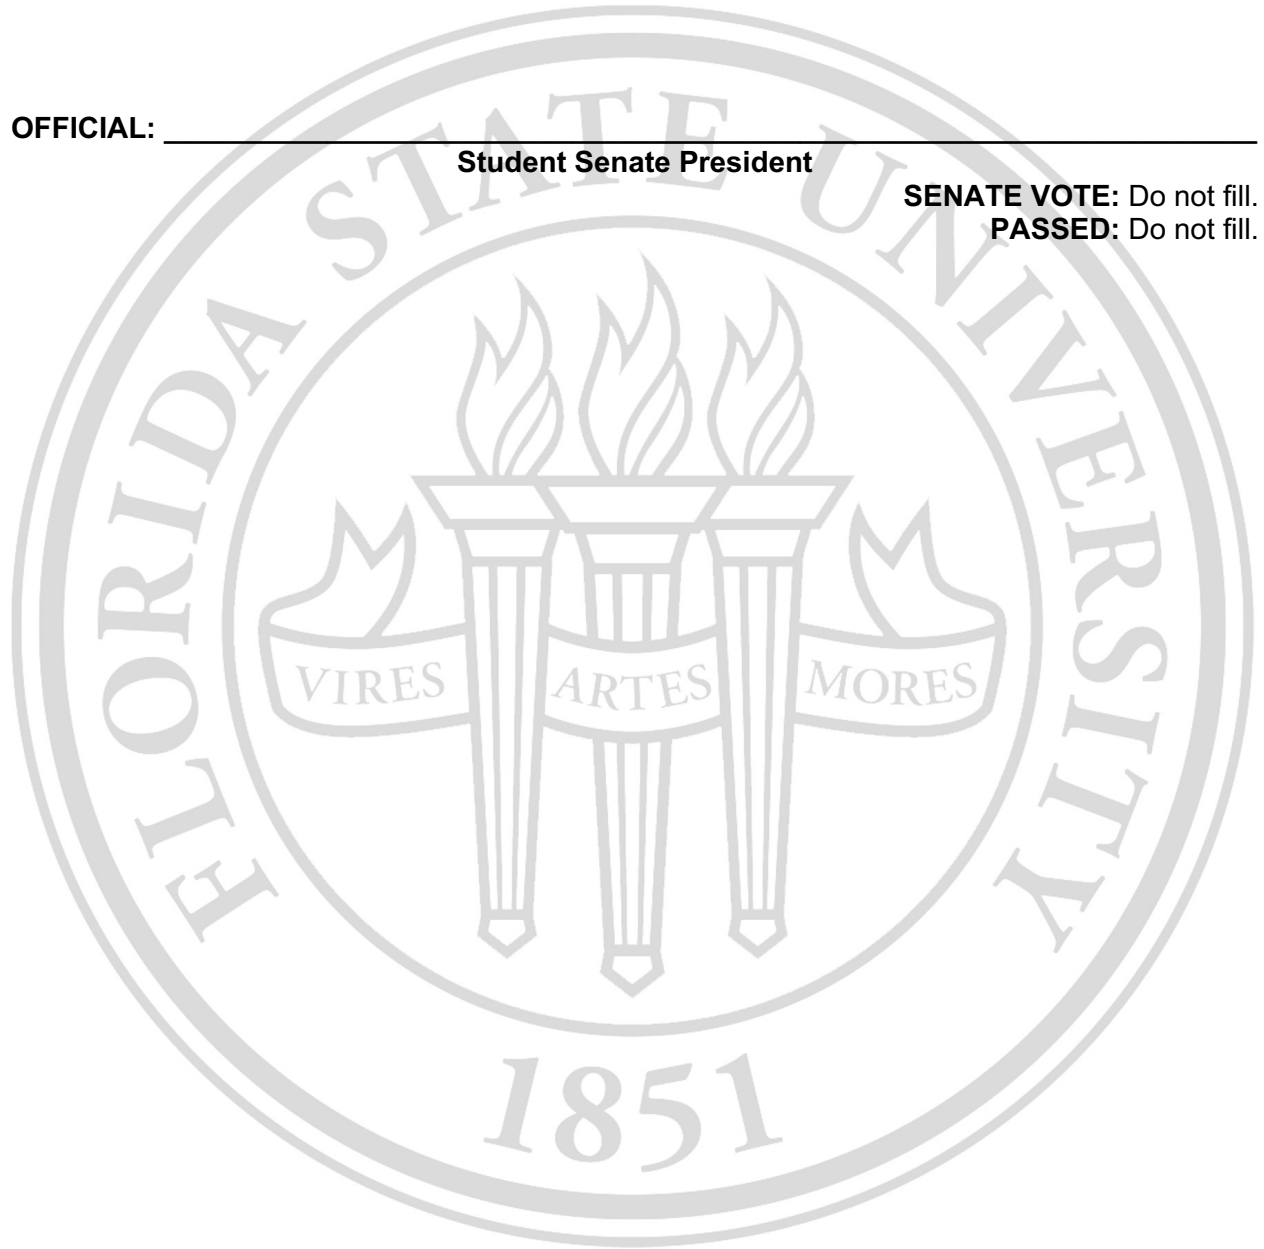 OFFICIAL: 
Student Senate President
SENATE VOTE: Do not fill.
PASSED: Do not fill.
FLORIDA STATE UNIVERSITY
VIRES ARTES MORES
1851